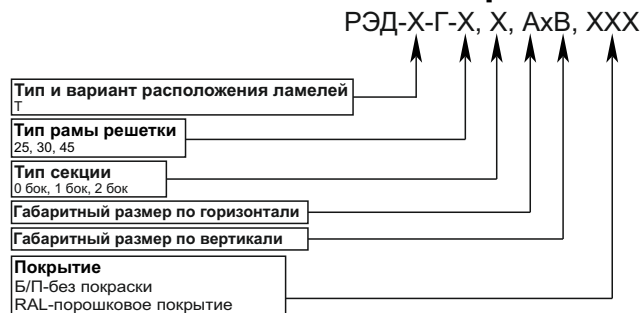 РЭД-Х-Г-Х, Х, АхВ, ХХХ
Тип и вариант расположения ламелей
Т
Тип рамы решетки
25, 30, 45
Тип секции
0 бок, 1 бок, 2 бок
Габаритный размер по горизонтали
Габаритный размер по вертикали
Покрытие
Б/П-без покраски
RAL-порошковое покрытие